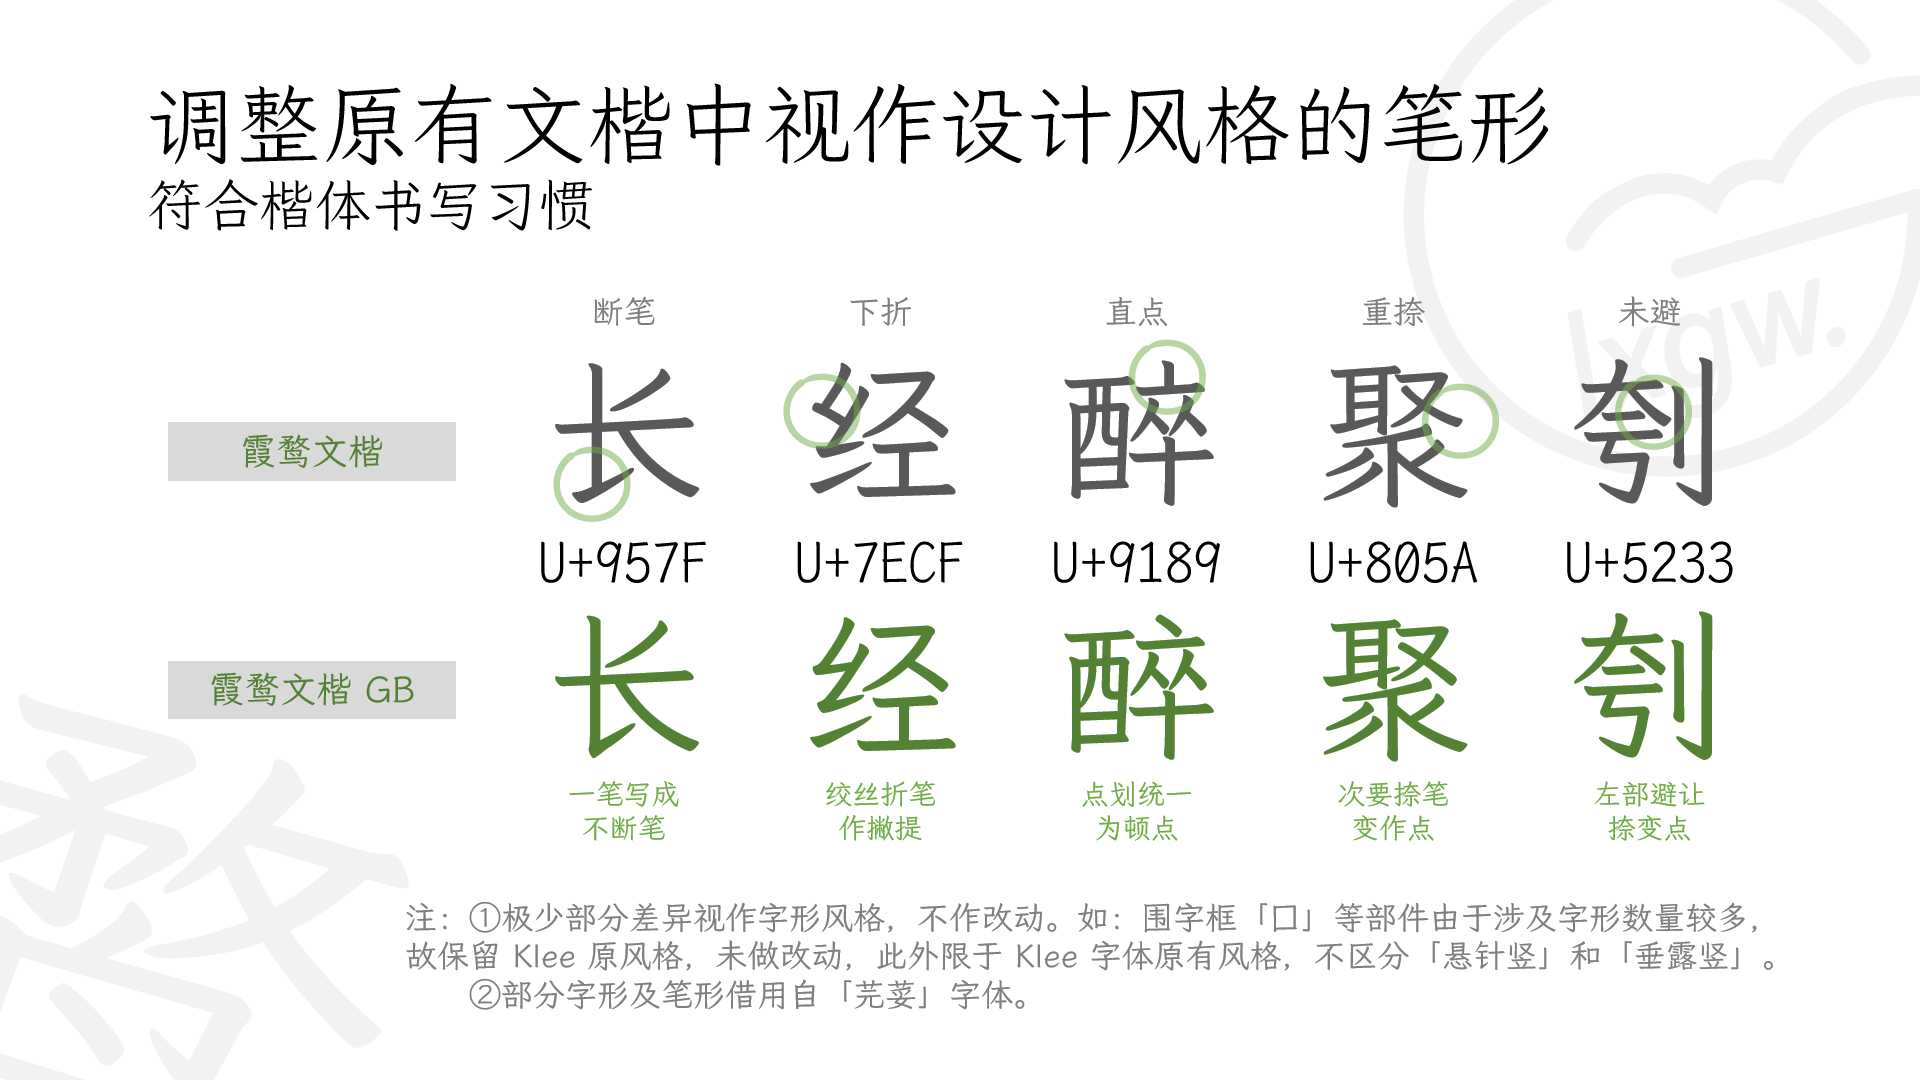 调整原有文楷中视作设计风格的笔形
符合楷体书写习惯
lxgw.
断笔 下折 直点 重捺 未避
霞鹜文楷 长 经 醉 聚 刳
U+957F U+7ECF U+9189 U+805A U+5233
霞鹜文楷 GB 长 经 醉 聚 刳
一笔写成 绞丝折笔 点划统一 次要捺笔 左部避让
不断笔 作撇提 为顿点 变作点 捺变点
注：①极少部分差异视作字形风格，不作改动。如：围字框「囗」等部件由于涉及字形数量较多，
故保留 Klee 原风格，未做改动，此外限于 Klee 字体原有风格，不区分「悬针竖」和「垂露竖」。
②部分字形及笔形借用自「芫荽」字体。
鹜